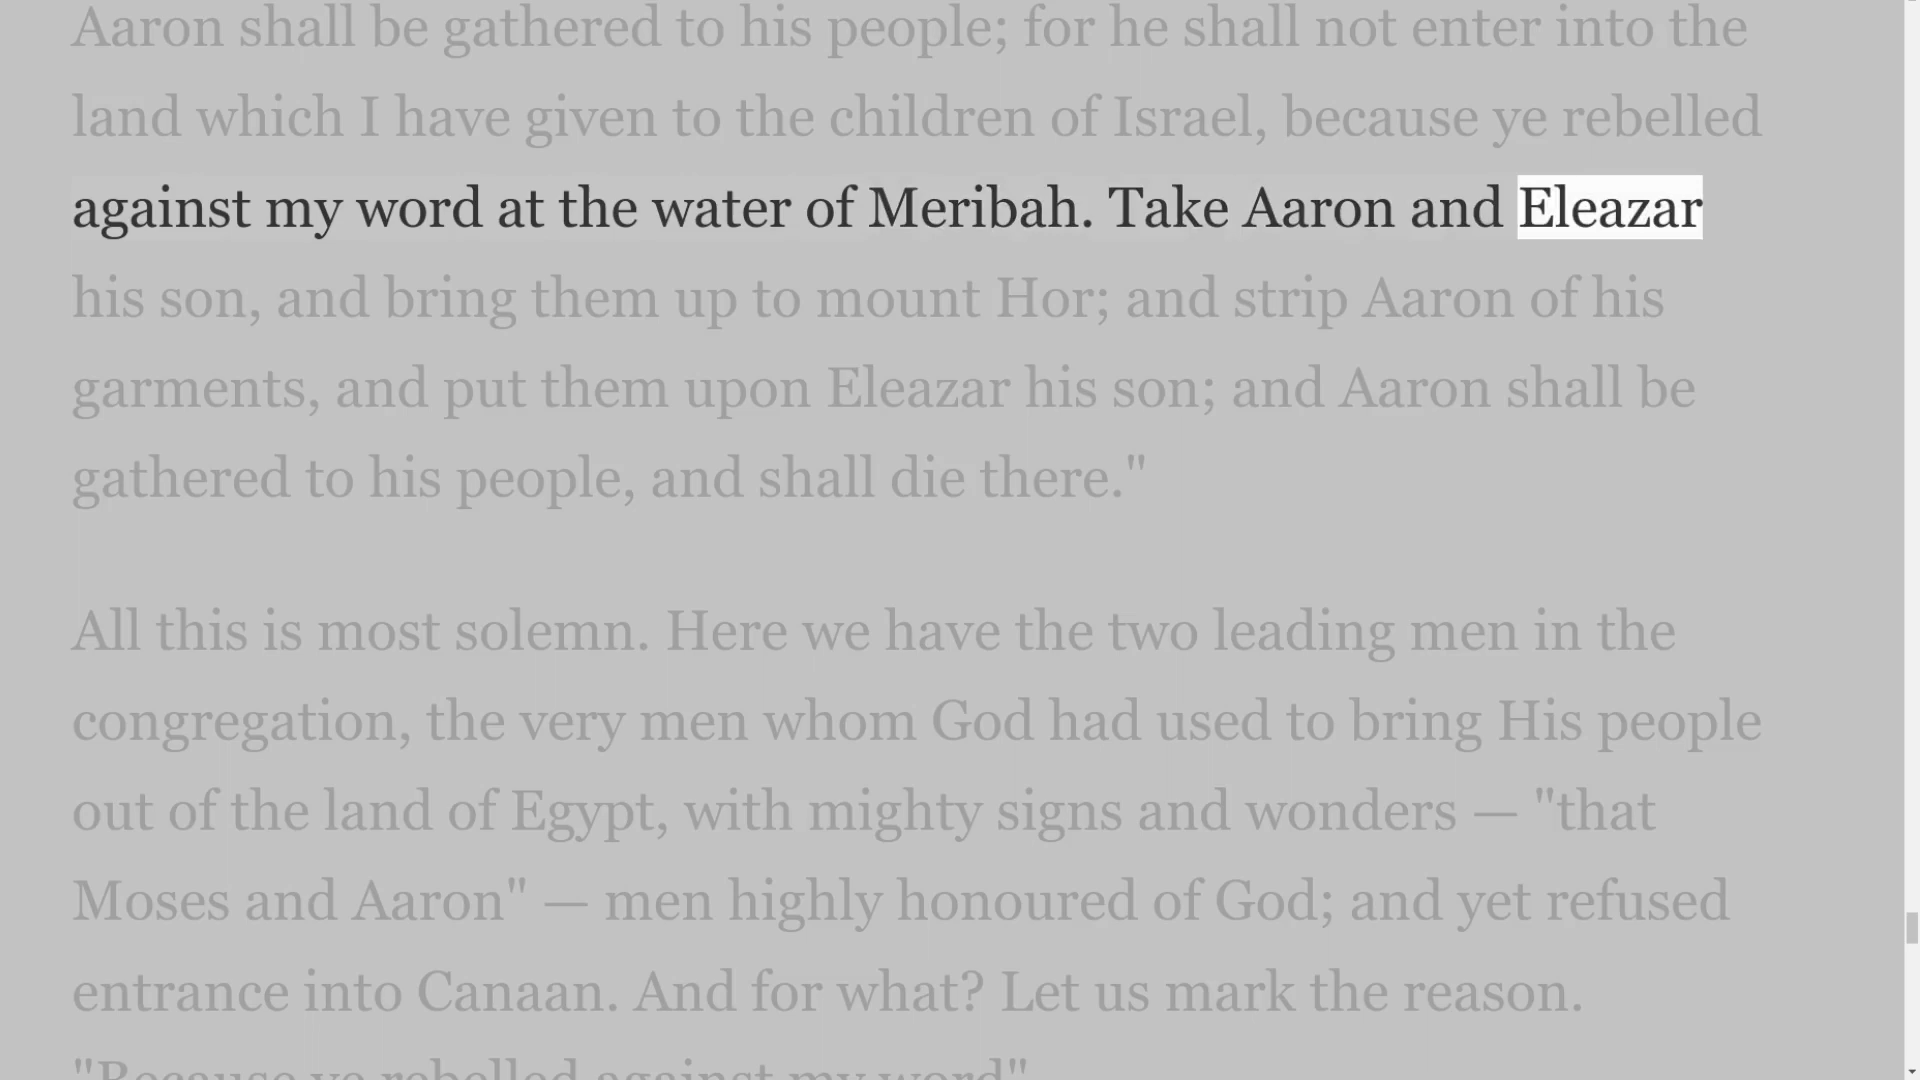 Aaron shall be gathered to his people; for he shall not enter into the
land which I have given to the children of Israel, because ye rebelled
against my word at the water of Meribah. Take Aaron and Eleazar
his son, and bring them up to mount Hor; and strip Aaron of his
garments, and put them upon Eleazar his son; and Aaron shall be
gathered to his people, and shall die there."
All this is most solemn. Here we have the two leading men in the
congregation, the very men whom God had used to bring His people
out of the land of Egypt, with mighty signs and wonders — "that
Moses and Aaron" — men highly honoured of God; and yet refused
entrance into Canaan. And for what? Let us mark the reason.
"Because ye rebelled against my word"